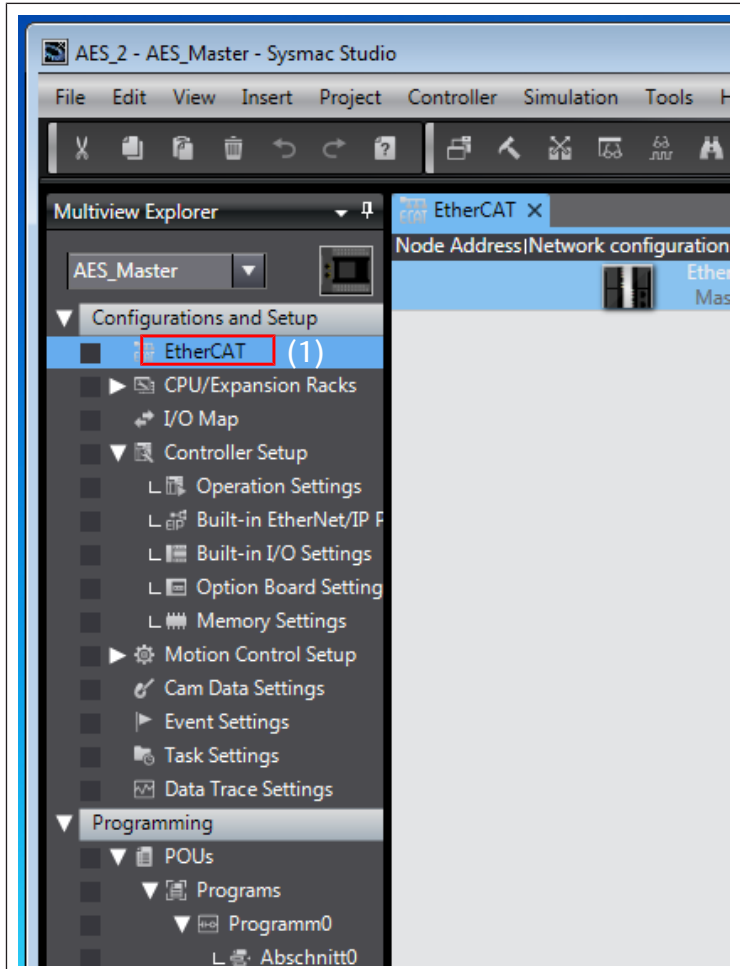 AES_2 - AES_Master - Sysmac Studio
File Edit View Insert Project Controller Simulation Tools H
Multiview Explorer
EtherCAT
Node Address|Network configuration
AES_Master
Ether
Mas
Configurations and Setup
EtherCAT (1)
CPU/Expansion Racks
I/O Map
Controller Setup
Operation Settings
Built-in EtherNet/IP P
Built-in I/O Settings
Option Board Setting
Memory Settings
Motion Control Setup
Cam Data Settings
Event Settings
Task Settings
Data Trace Settings
Programming
POUs
Programs
Programm0
Abschnitt0